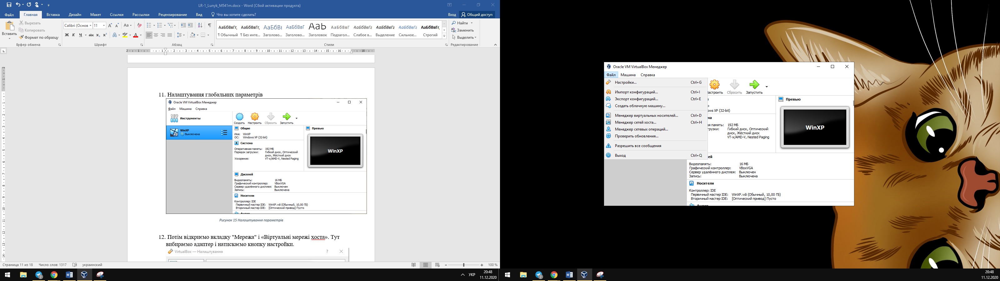 LR-1_Lunyk_M541m.docx - Word (Сбой активации продукта)
Файл Главная Вставка Дизайн Макет Ссылки Рассылки Рецензирование Вид Что вы хотите сделать? Вход Общий доступ
Вставить
Вырезать
Копировать
Формат по образцу
Буфер обмена
Calibri (Основ 11
Шрифт
Абзац
АаБбВвГг, АаБбВвГг, АаБбВв АаБбВвГ АаЬ АаБбВвГ АаБбВвГг АаБбВвГг АаБбВвГг АаБбВвГг,
¶ Обычный ¶ Без инте... Заголово... Заголово... Заголовок Подзагол... Слабое в... Выделение Сильное... Строгий
Стили
Найти
Заменить
Выделить
Редактирование
11. Налаштування глобальних параметрів
Oracle VM VirtualBox Менеджер
Файл Машина Справка
Инструменты
WinXP
Выключена
Создать Настроить Сбросить Запустить
Общие
Имя: WinXP
ОС: Windows XP (32-bit)
Система
Оперативная память: 192 МБ
Порядок загрузки: Гибкий диск, Оптический
диск, Жёсткий диск
Ускорение: VT-x/AMD-V, Nested Paging
Превью
WinXP
Дисплей
Видеопамять: 16 МБ
Графический контроллер: VBoxVGA
Сервер удалённого дисплея: Выключен
Запись: Выключена
Носители
Контроллер: IDE
Первичный мастер IDE: WinXP.vdi (Обычный, 10,00 ГБ)
Вторичный мастер IDE: [Оптический привод] Пусто
Рисунок 15 Налаштування параметрів
12. Потім відкриємо вкладку "Мережа" і «Віртуальні мережі хоста». Тут
вибираємо адаптер і натискаємо кнопку настройки.
VirtualBox — Налаштування
Страница 11 из 18 Число слов: 1317 украинский 100 %
УКР
20:48
11.12.2020
Oracle VM VirtualBox Менеджер
Файл Машина Справка
Настройки... Ctrl+G
Импорт конфигураций... Ctrl+I
Экспорт конфигураций... Ctrl+E
Создать облачную машину...
Менеджер виртуальных носителей... Ctrl+D
Менеджер сетей хоста... Ctrl+H
Менеджер сетевых операций...
Проверить обновления...
Разрешить все сообщения
Выход Ctrl+Q
астроить Сбросить Запустить
ws XP (32-bit)
ма
ая память: 192 МБ
грузки: Гибкий диск, Оптический
диск, Жёсткий диск
VT-x/AMD-V, Nested Paging
Превью
WinXP
ей
Видеопамять: 16 МБ
Графический контроллер: VBoxVGA
Сервер удалённого дисплея: Выключен
Запись: Выключена
Носители
Контроллер: IDE
Первичный мастер IDE: WinXP.vdi (Обычный, 10,00 ГБ)
Вторичный мастер IDE: [Оптический привод] Пусто
20:48
11.12.2020